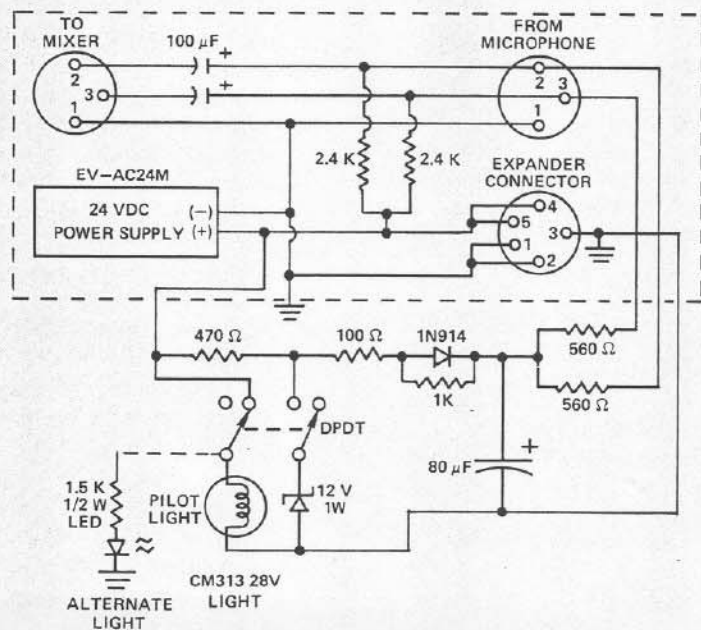 TO
MIXER
100 μF
+
+
2
3
1
FROM
MICROPHONE
2
3
1
2.4 K
2.4 K
EXPANDER
CONNECTOR
4
5
3
1
2
EV–AC24M
24 VDC (–)
POWER SUPPLY (+)
470 Ω
100 Ω
1N914
1K
560 Ω
560 Ω
DPDT
+
80 μF
1.5 K
1/2 W
LED
PILOT
LIGHT
12 V
1W
CM313 28V
LIGHT
ALTERNATE
LIGHT